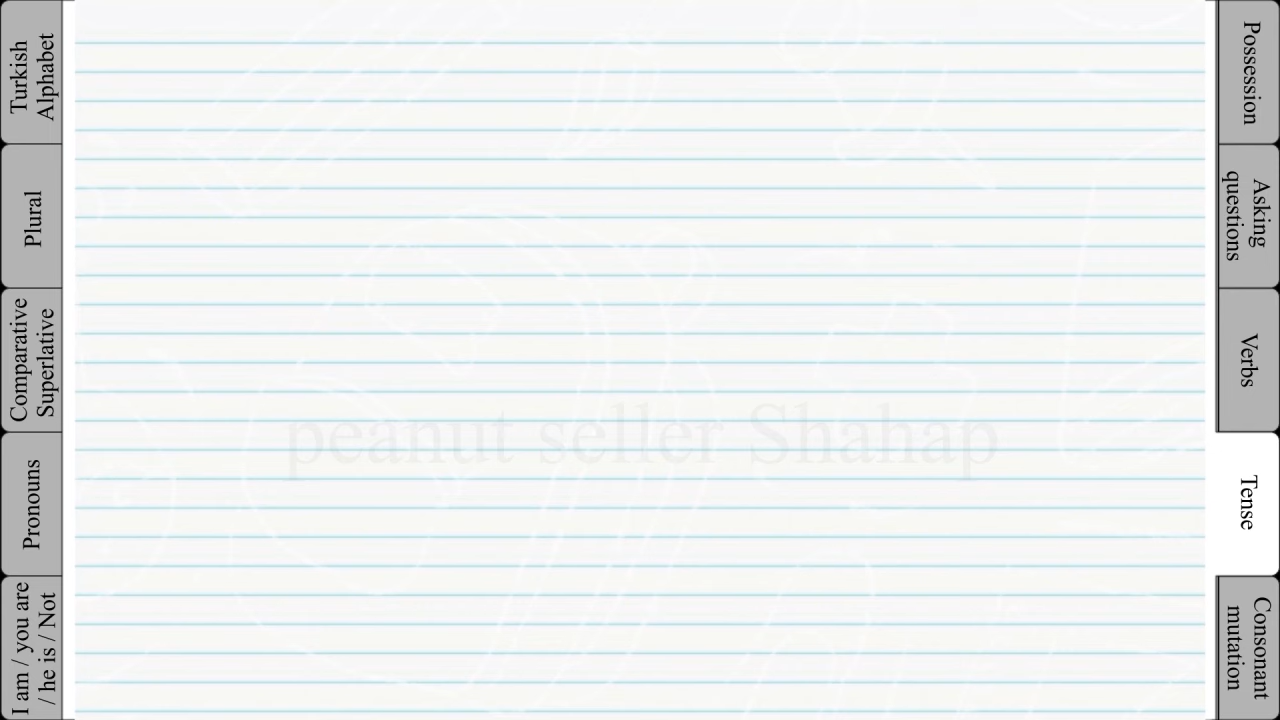 Turkish
Alphabet
Plural
Comparative
Superlative
Pronouns
I am / you are
/ he is / Not
peanut seller Shahap
Possession
Asking
questions
Verbs
Tense
Consonant
mutation